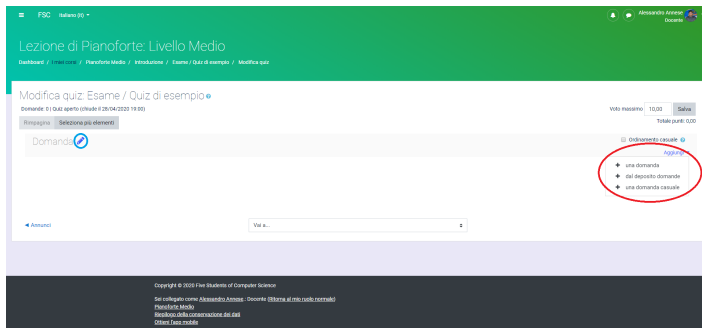 FSC Italiano (it)
Alessandro Annese
Docente
Lezione di Pianoforte: Livello Medio
Dashboard / I miei corsi / Pianoforte Medio / Introduzione / Esame / Quiz di esempio / Modifica quiz
Modifica quiz: Esame / Quiz di esempio
Domande: 0 | Quiz aperto (chiude il 28/04/2020 19:00)
Voto massimo 10,00 Salva
Rimpagina Seleziona più elementi
Totale punti: 0,00
Domanda
Ordinamento casuale
Aggiungi
+ una domanda
+ dal deposito domande
+ una domanda casuale
◄ Annunci
Vai a...
Copyright © 2020 Five Students of Computer Science
Sei collegato come Alessandro Annese.: Docente (Ritorna al mio ruolo normale)
Pianoforte Medio
Riepilogo della conservazione dei dati
Ottieni l'app mobile